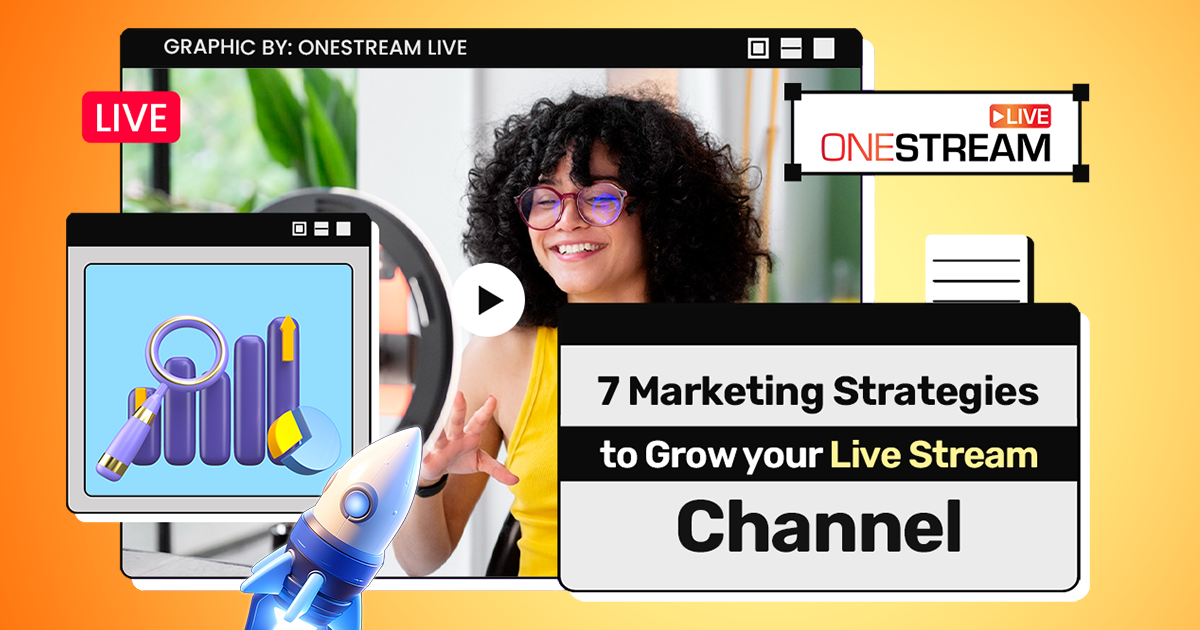 GRAPHIC BY: ONESTREAM LIVE
LIVE
LIVE
ONESTREAM
7 Marketing Strategies
to Grow your Live Stream
Channel